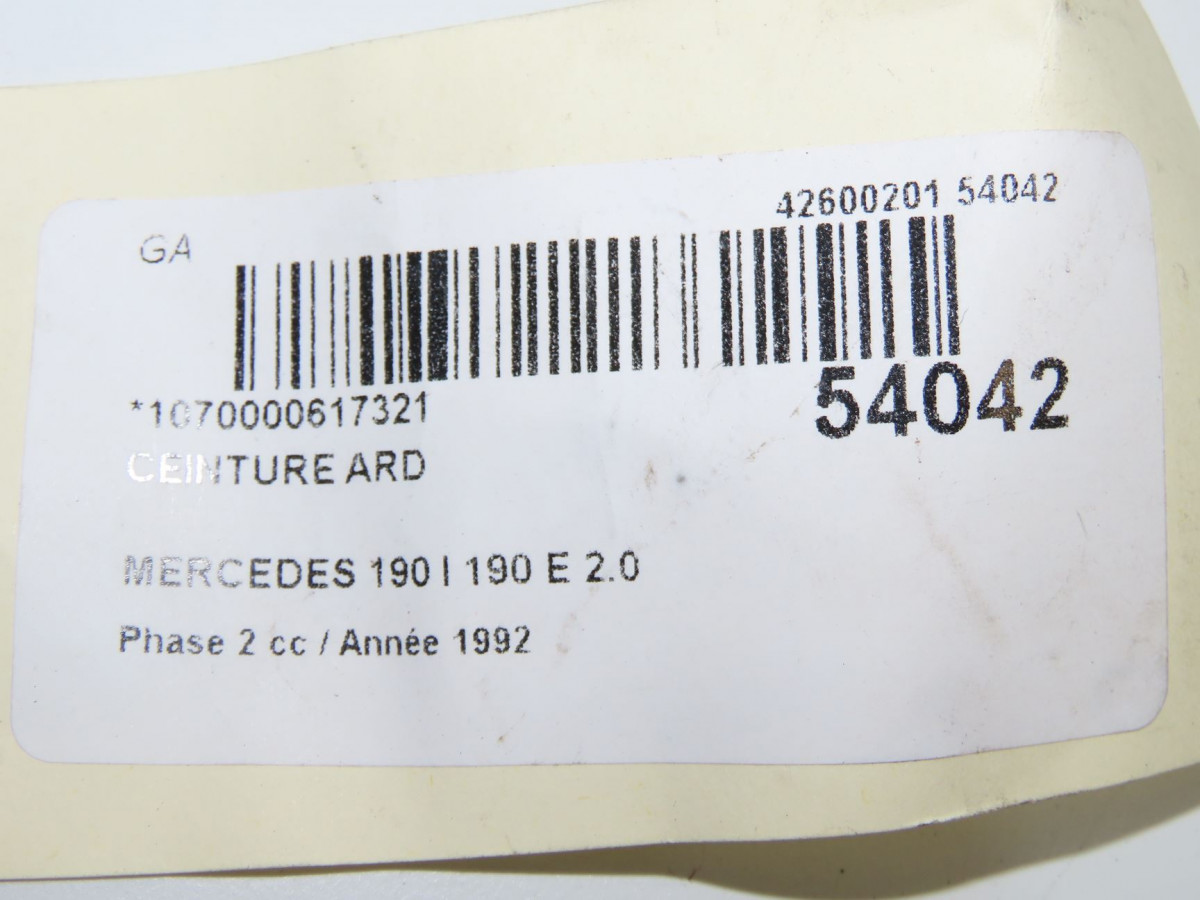 42600201 54042
GA
*1070000617321
54042
CEINTURE ARD
MERCEDES 190 I 190 E 2.0
Phase 2 cc / Année 1992